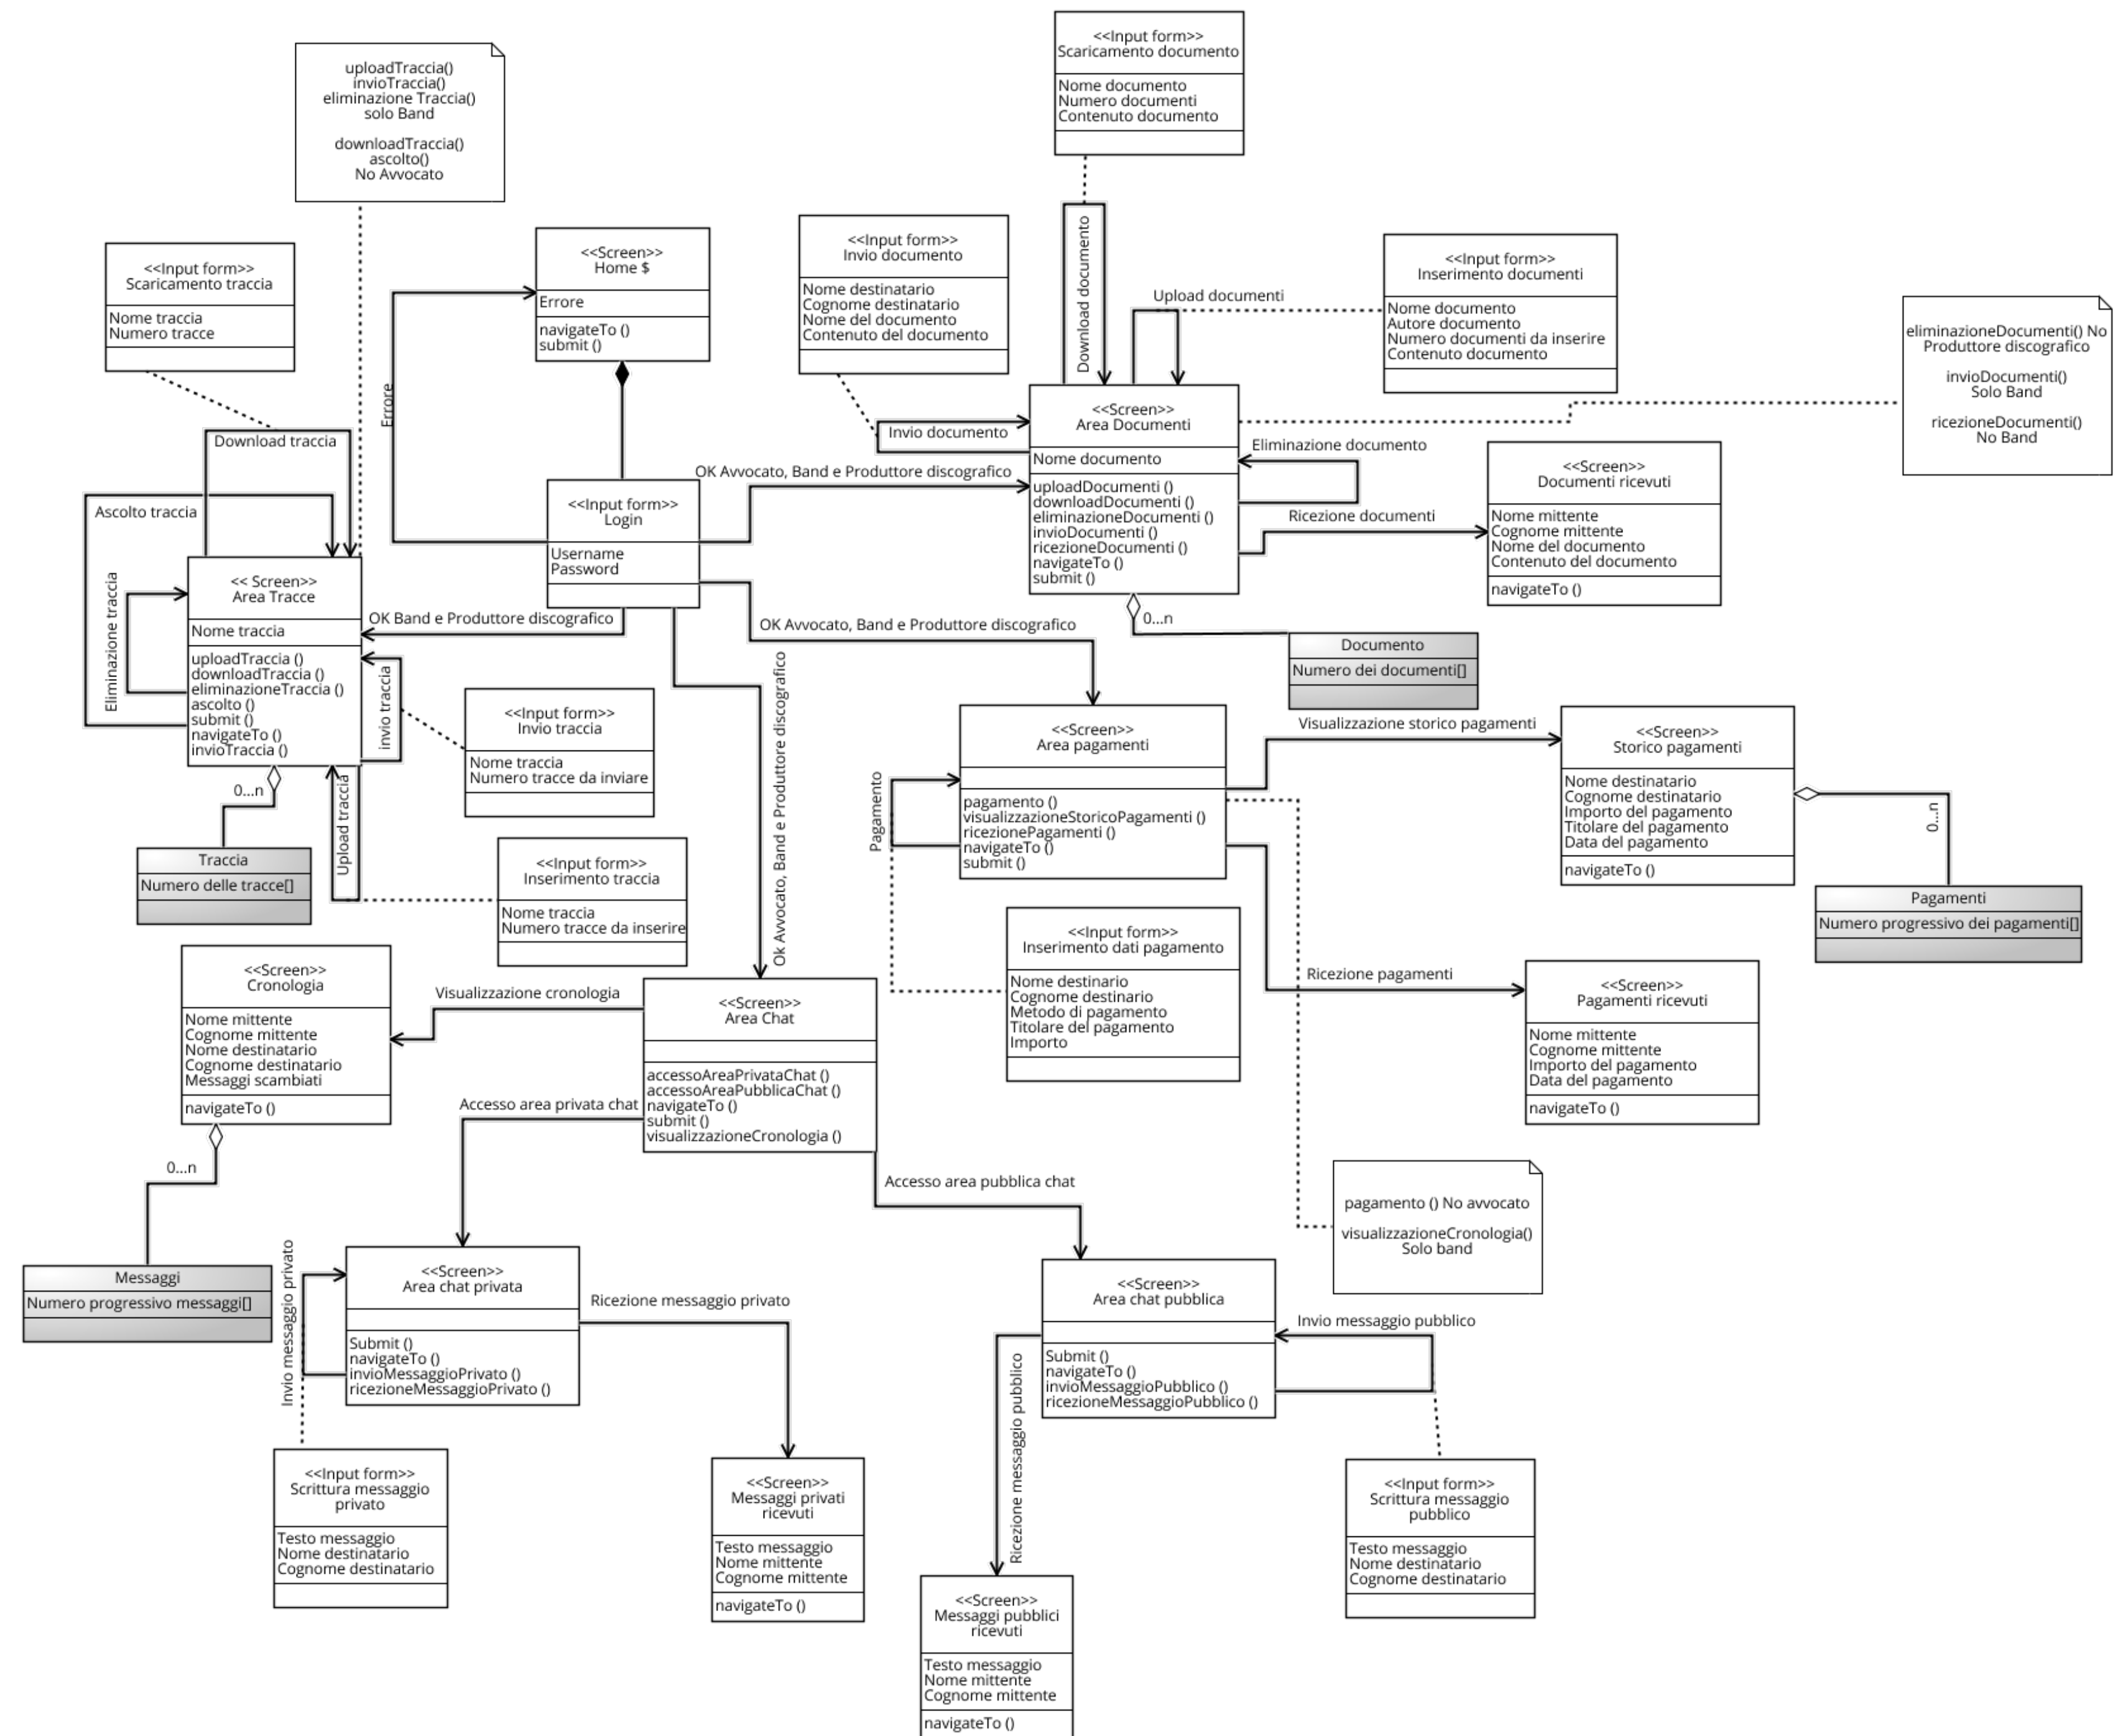 <<Input form>>
Scaricamento documento
Nome documento
Numero documenti
Contenuto documento
uploadTraccia()
invioTraccia()
eliminazione Traccia()
solo Band
downloadTraccia()
ascolto()
No Avvocato
<<Input form>>
Scaricamento traccia
Nome traccia
Numero tracce
<<Screen>>
Home $
Errore
navigateTo ()
submit ()
<<Input form>>
Invio documento
Nome destinatario
Cognome destinatario
Nome del documento
Contenuto del documento
Download documento
Upload documenti
<<Input form>>
Inserimento documenti
Nome documento
Autore documento
Numero documenti da inserire
Contenuto documento
eliminazioneDocumenti() No
Produttore discografico
invioDocumenti()
Solo Band
ricezioneDocumenti()
No Band
Errore
Download traccia
Ascolto traccia
Invio documento
<<Screen>>
Area Documenti
Nome documento
uploadDocumenti ()
downloadDocumenti ()
eliminazioneDocumenti ()
invioDocumenti ()
ricezioneDocumenti ()
navigateTo ()
submit ()
Eliminazione documento
Ricezione documenti
<<Screen>>
Documenti ricevuti
Nome mittente
Cognome mittente
Nome del documento
Contenuto del documento
navigateTo ()
OK Avvocato, Band e Produttore discografico
<<Input form>>
Login
Username
Password
<< Screen>>
Area Tracce
Nome traccia
uploadTraccia ()
downloadTraccia ()
eliminazioneTraccia ()
ascolto ()
submit ()
navigateTo ()
invioTraccia ()
Eliminazione traccia
OK Band e Produttore discografico
invio traccia
OK Avvocato, Band e Produttore discografico
0...n
Documento
Numero dei documenti[]
<<Input form>>
Invio traccia
Nome traccia
Numero tracce da inviare
Ok Avvocato, Band e Produttore discografico
<<Screen>>
Area pagamenti
pagamento ()
visualizzazioneStoricoPagamenti ()
ricezionePagamenti ()
navigateTo ()
submit ()
Pagamento
Visualizzazione storico pagamenti
<<Screen>>
Storico pagamenti
Nome destinatario
Cognome destinatario
Importo del pagamento
Titolare del pagamento
Data del pagamento
navigateTo ()
0...n
Pagamenti
Numero progressivo dei pagamenti[]
0...n
Traccia
Numero delle tracce[]
Upload traccia
<<Input form>>
Inserimento traccia
Nome traccia
Numero tracce da inserire
<<Input form>>
Inserimento dati pagamento
Nome destinario
Cognome destinario
Metodo di pagamento
Titolare del pagamento
Importo
Ricezione pagamenti
<<Screen>>
Pagamenti ricevuti
Nome mittente
Cognome mittente
Importo del pagamento
Data del pagamento
navigateTo ()
<<Screen>>
Cronologia
Nome mittente
Cognome mittente
Nome destinatario
Cognome destinatario
Messaggi scambiati
navigateTo ()
Visualizzazione cronologia
<<Screen>>
Area Chat
accessoAreaPrivataChat ()
accessoAreaPubblicaChat ()
navigateTo ()
submit ()
visualizzazioneCronologia ()
Accesso area privata chat
Accesso area pubblica chat
0...n
Messaggi
Numero progressivo messaggi[]
pagamento () No avvocato
visualizzazioneCronologia()
Solo band
Invio messaggio privato
<<Screen>>
Area chat privata
Submit ()
navigateTo ()
invioMessaggioPrivato ()
ricezioneMessaggioPrivato ()
Ricezione messaggio privato
<<Screen>>
Area chat pubblica
Submit ()
navigateTo ()
invioMessaggioPubblico ()
ricezioneMessaggioPubblico ()
Invio messaggio pubblico
Ricezione messaggio pubblico
<<Input form>>
Scrittura messaggio
privato
Testo messaggio
Nome destinatario
Cognome destinatario
<<Screen>>
Messaggi privati
ricevuti
Testo messaggio
Nome mittente
Cognome mittente
navigateTo ()
<<Input form>>
Scrittura messaggio
pubblico
Testo messaggio
Nome destinatario
Cognome destinatario
<<Screen>>
Messaggi pubblici
ricevuti
Testo messaggio
Nome mittente
Cognome mittente
navigateTo ()